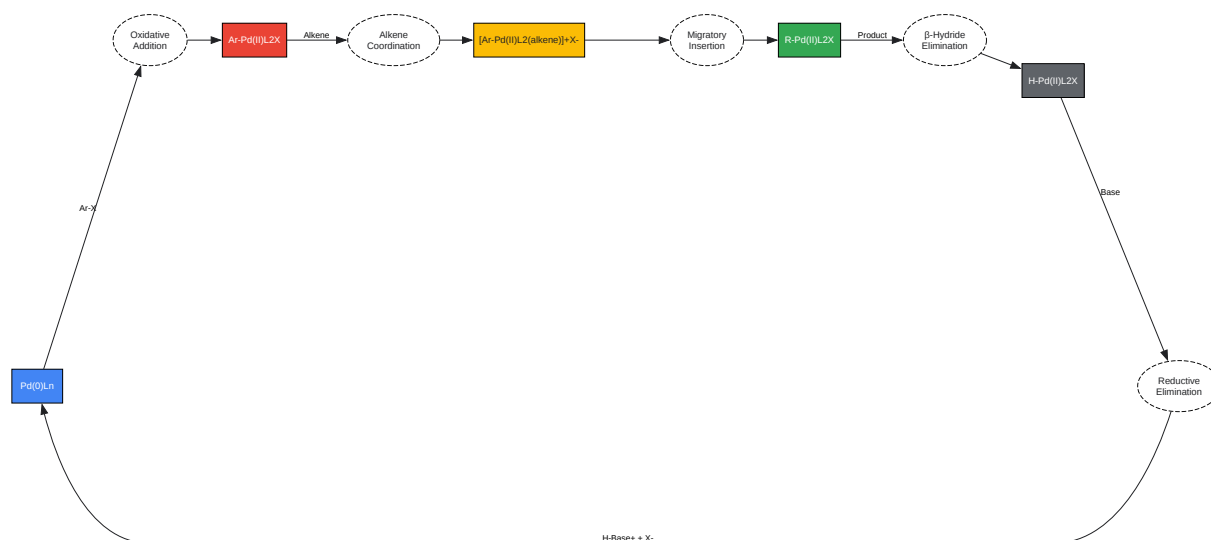 Oxidative
Addition
Ar-Pd(II)L2X
Alkene
Alkene
Coordination
[Ar-Pd(II)L2(alkene)]+X-
Migratory
Insertion
R-Pd(II)L2X
Product
β-Hydride
Elimination
H-Pd(II)L2X
Ar-X
Base
Pd(0)Ln
Reductive
Elimination
H-Base+ + X-